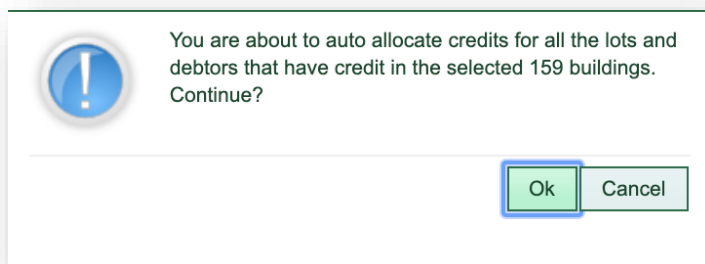 You are about to auto allocate credits for all the lots and
debtors that have credit in the selected 159 buildings.
Continue?
Ok
Cancel